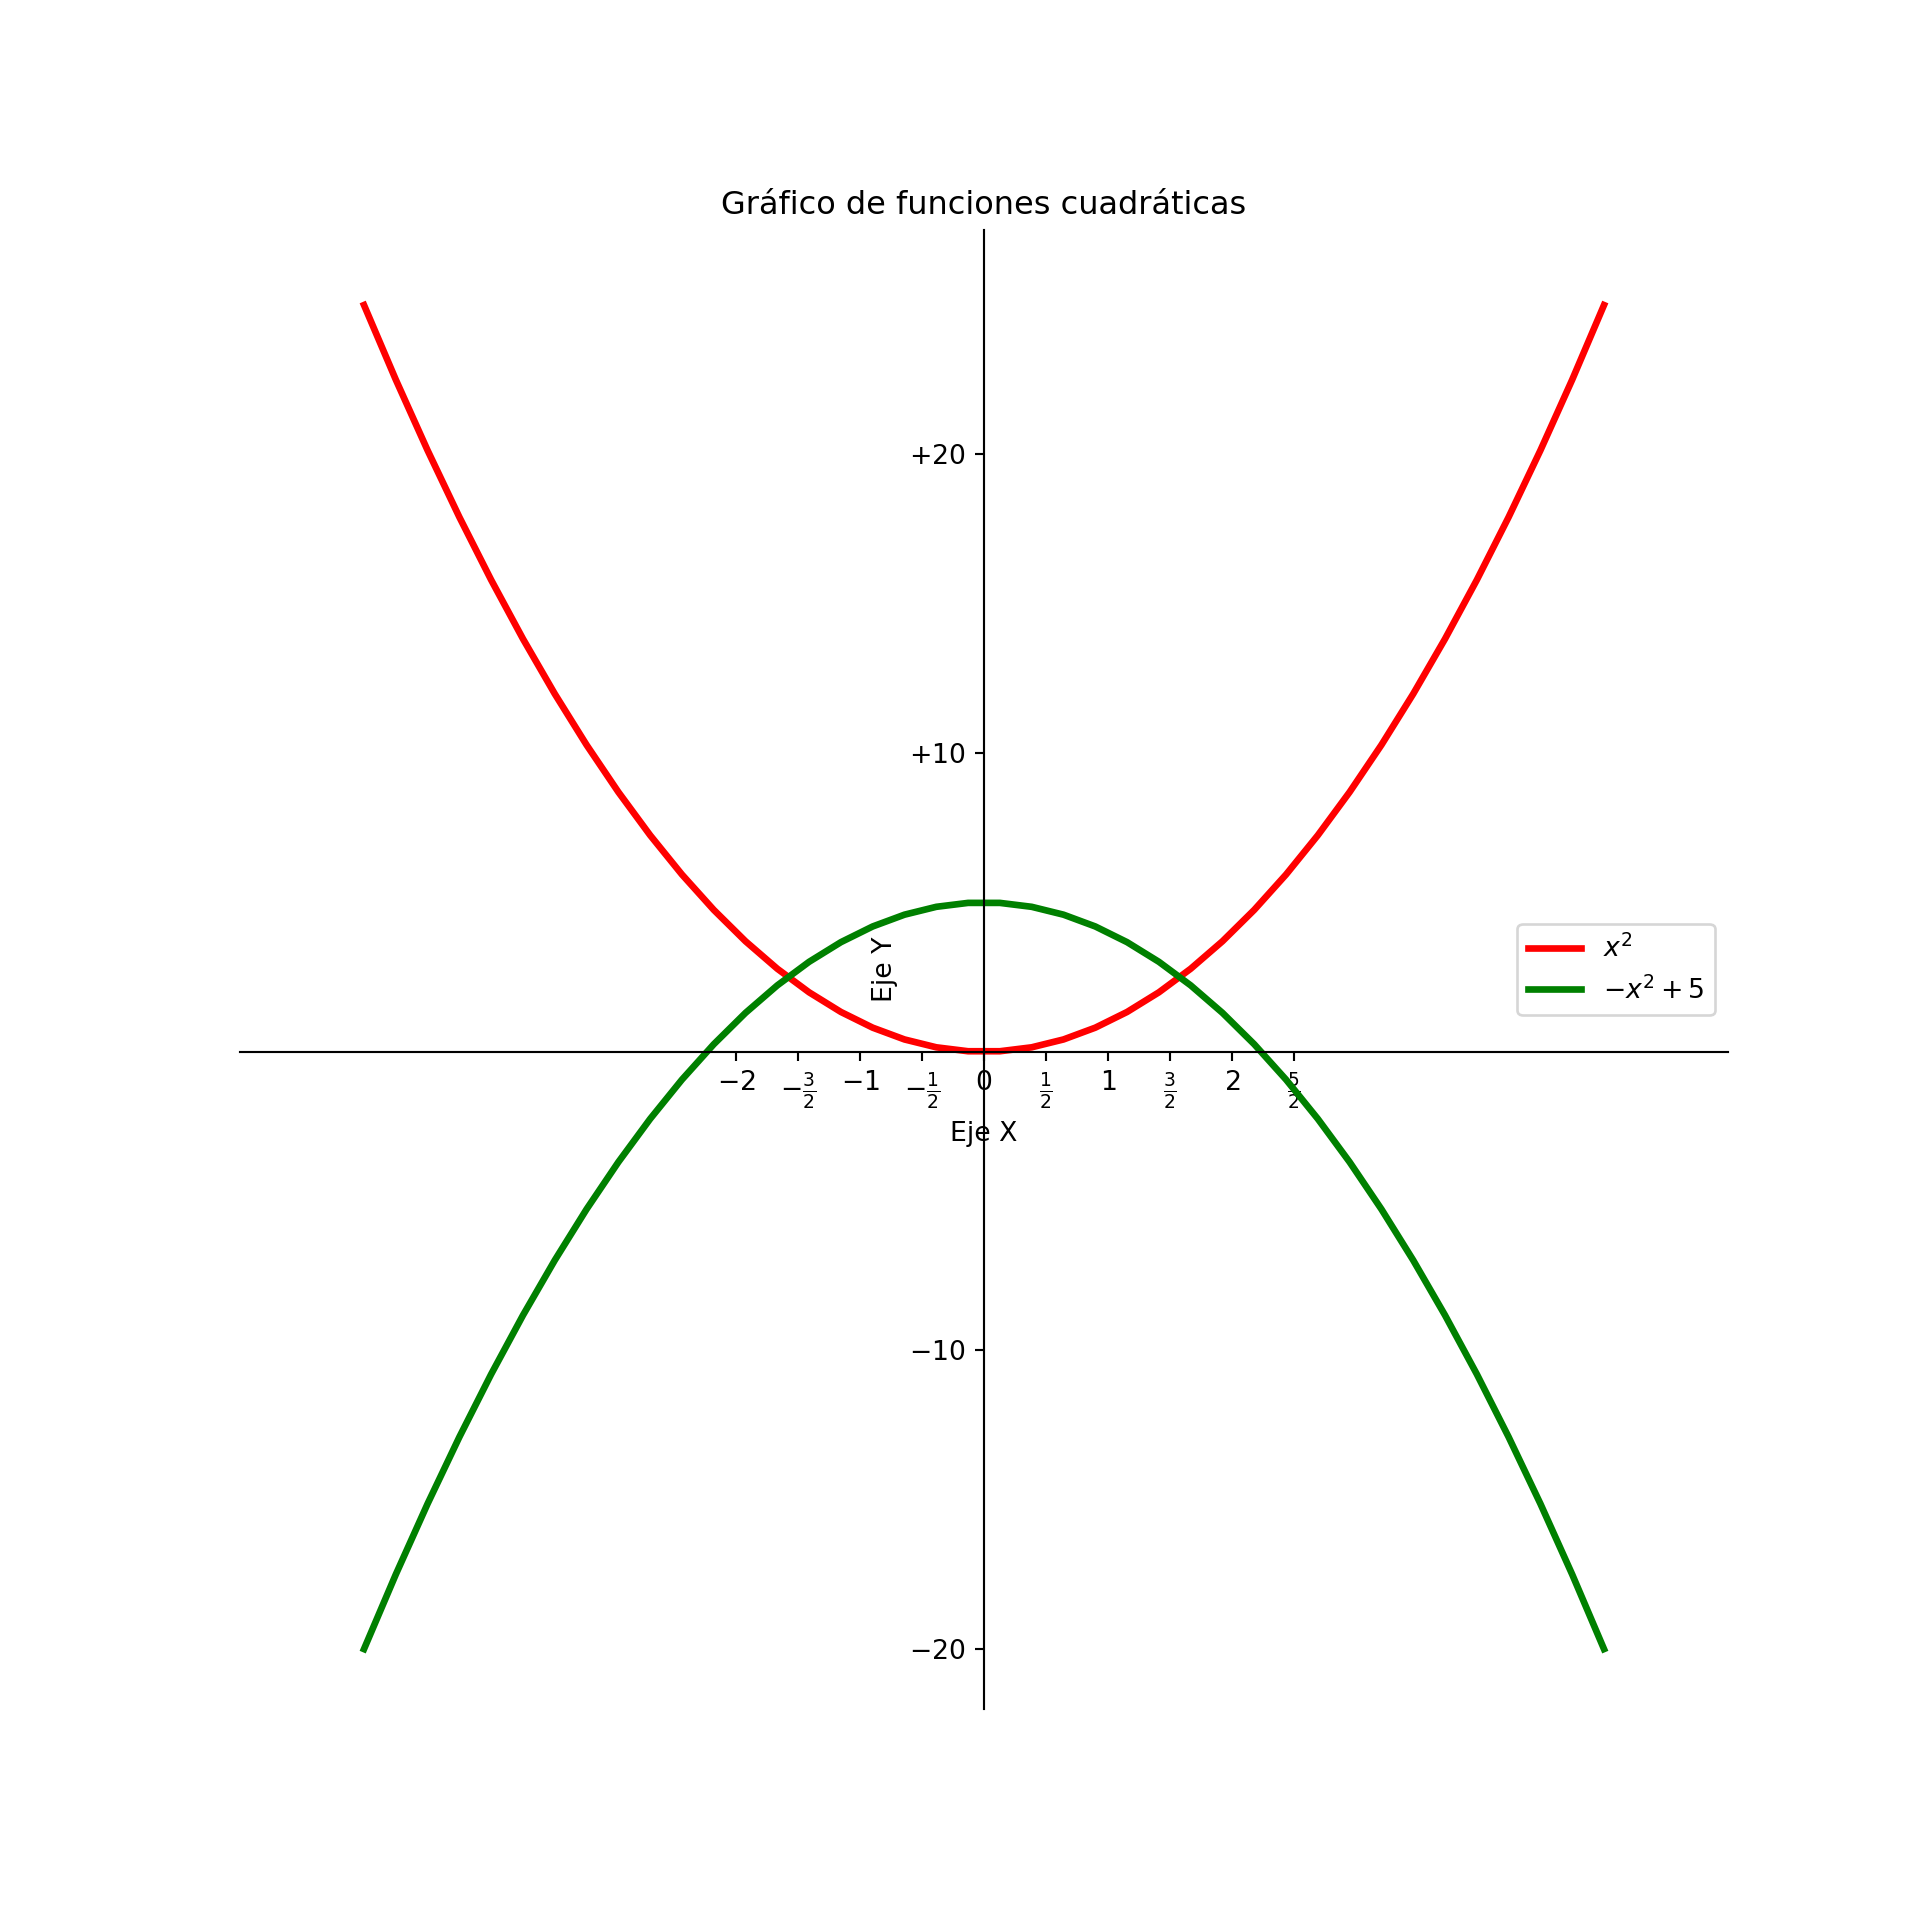 Gráfico de funciones cuadráticas
+20
+10
Eje Y
x²
−x² + 5
−2 −3/2 −1 −1/2 0 1/2 1 3/2 2 5/2
Eje X
−10
−20